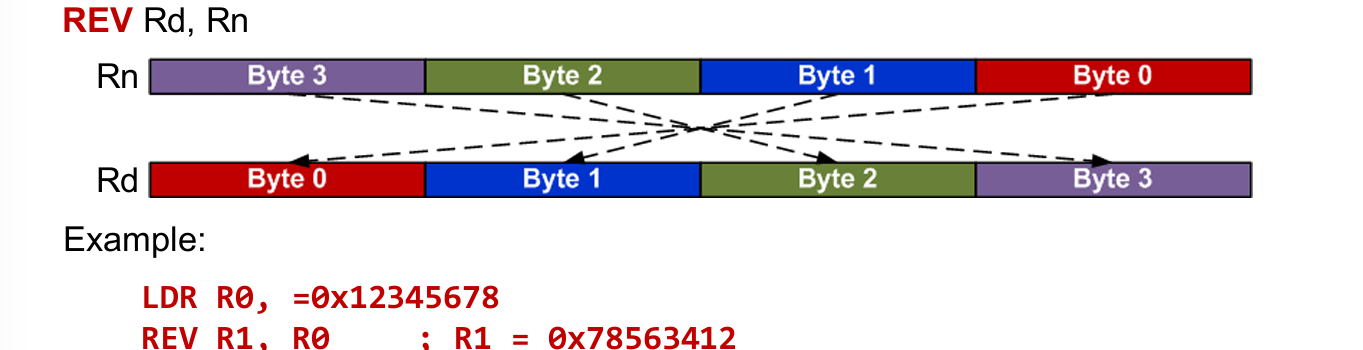 REV Rd, Rn
Rn Byte 3 Byte 2 Byte 1 Byte 0
Rd Byte 0 Byte 1 Byte 2 Byte 3
Example:
LDR R0, =0x12345678
REV R1, R0 ; R1 = 0x78563412